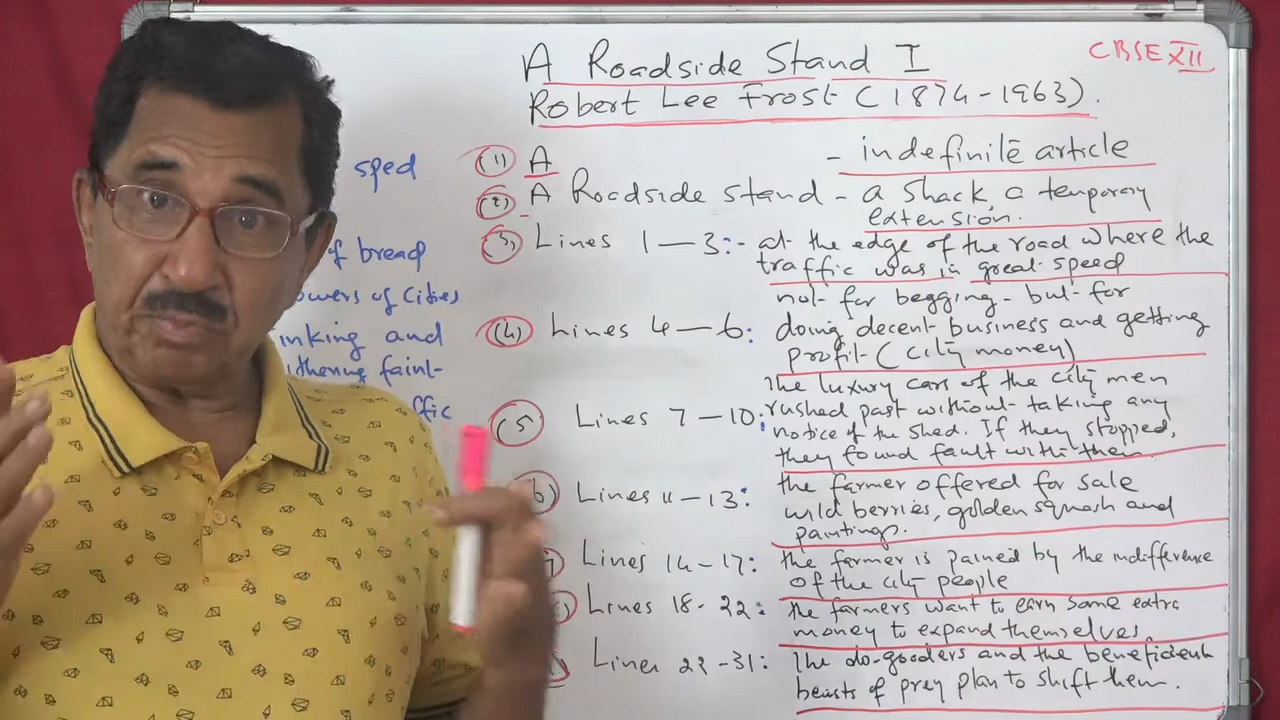 A Roadside Stand I
CBSE XII
Robert Lee Frost (1874-1963).
sped
f bread
owers of Cities
inking and
thering faint-
ffic
(1) A - indefinite article
(2) A Roadside stand - a shack, a temporary
extension.
(3) Lines 1-3:- at the edge of the road where the
traffic was in great speed
(4) Lines 4-6: not for begging - but for
doing decent business and getting
profit (city money)
(5) Lines 7-10: The luxury cars of the city men
rushed past without taking any
notice of the shed. If they stopped,
they found fault with them.
6) Lines 11-13: the farmer offered for sale
wild berries, golden squash and
paintings.
7) Lines 14-17: the farmer is pained by the indifference
of the city people
Lines 18-22: the farmers want to earn some extra
money to expand themselves
Lines 22-31: The do-gooders and the beneficient
beasts of prey plan to shift them.